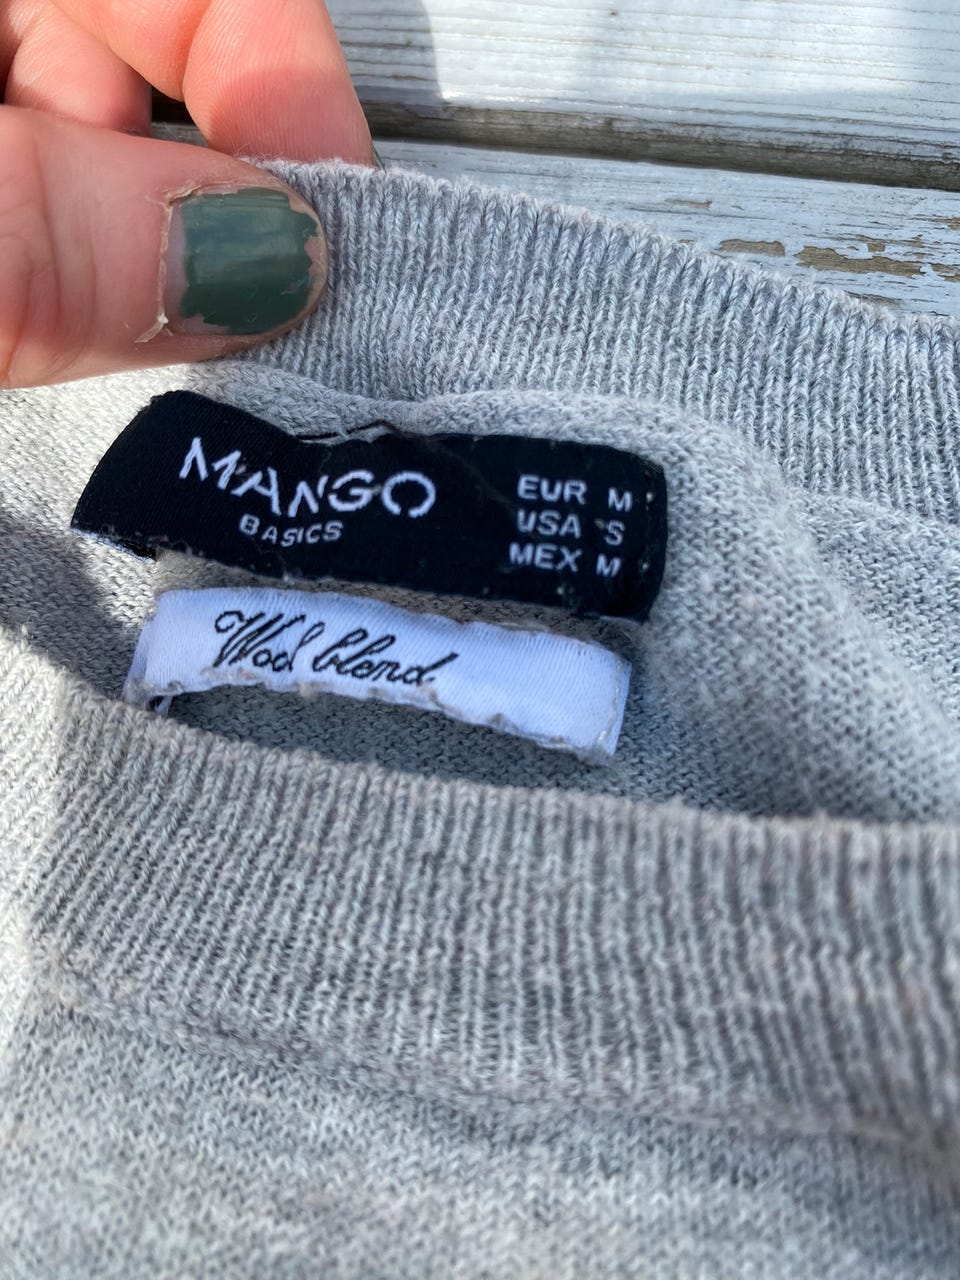 MANGO
BASICS
EUR M
USA S
MEX M
Wool blend